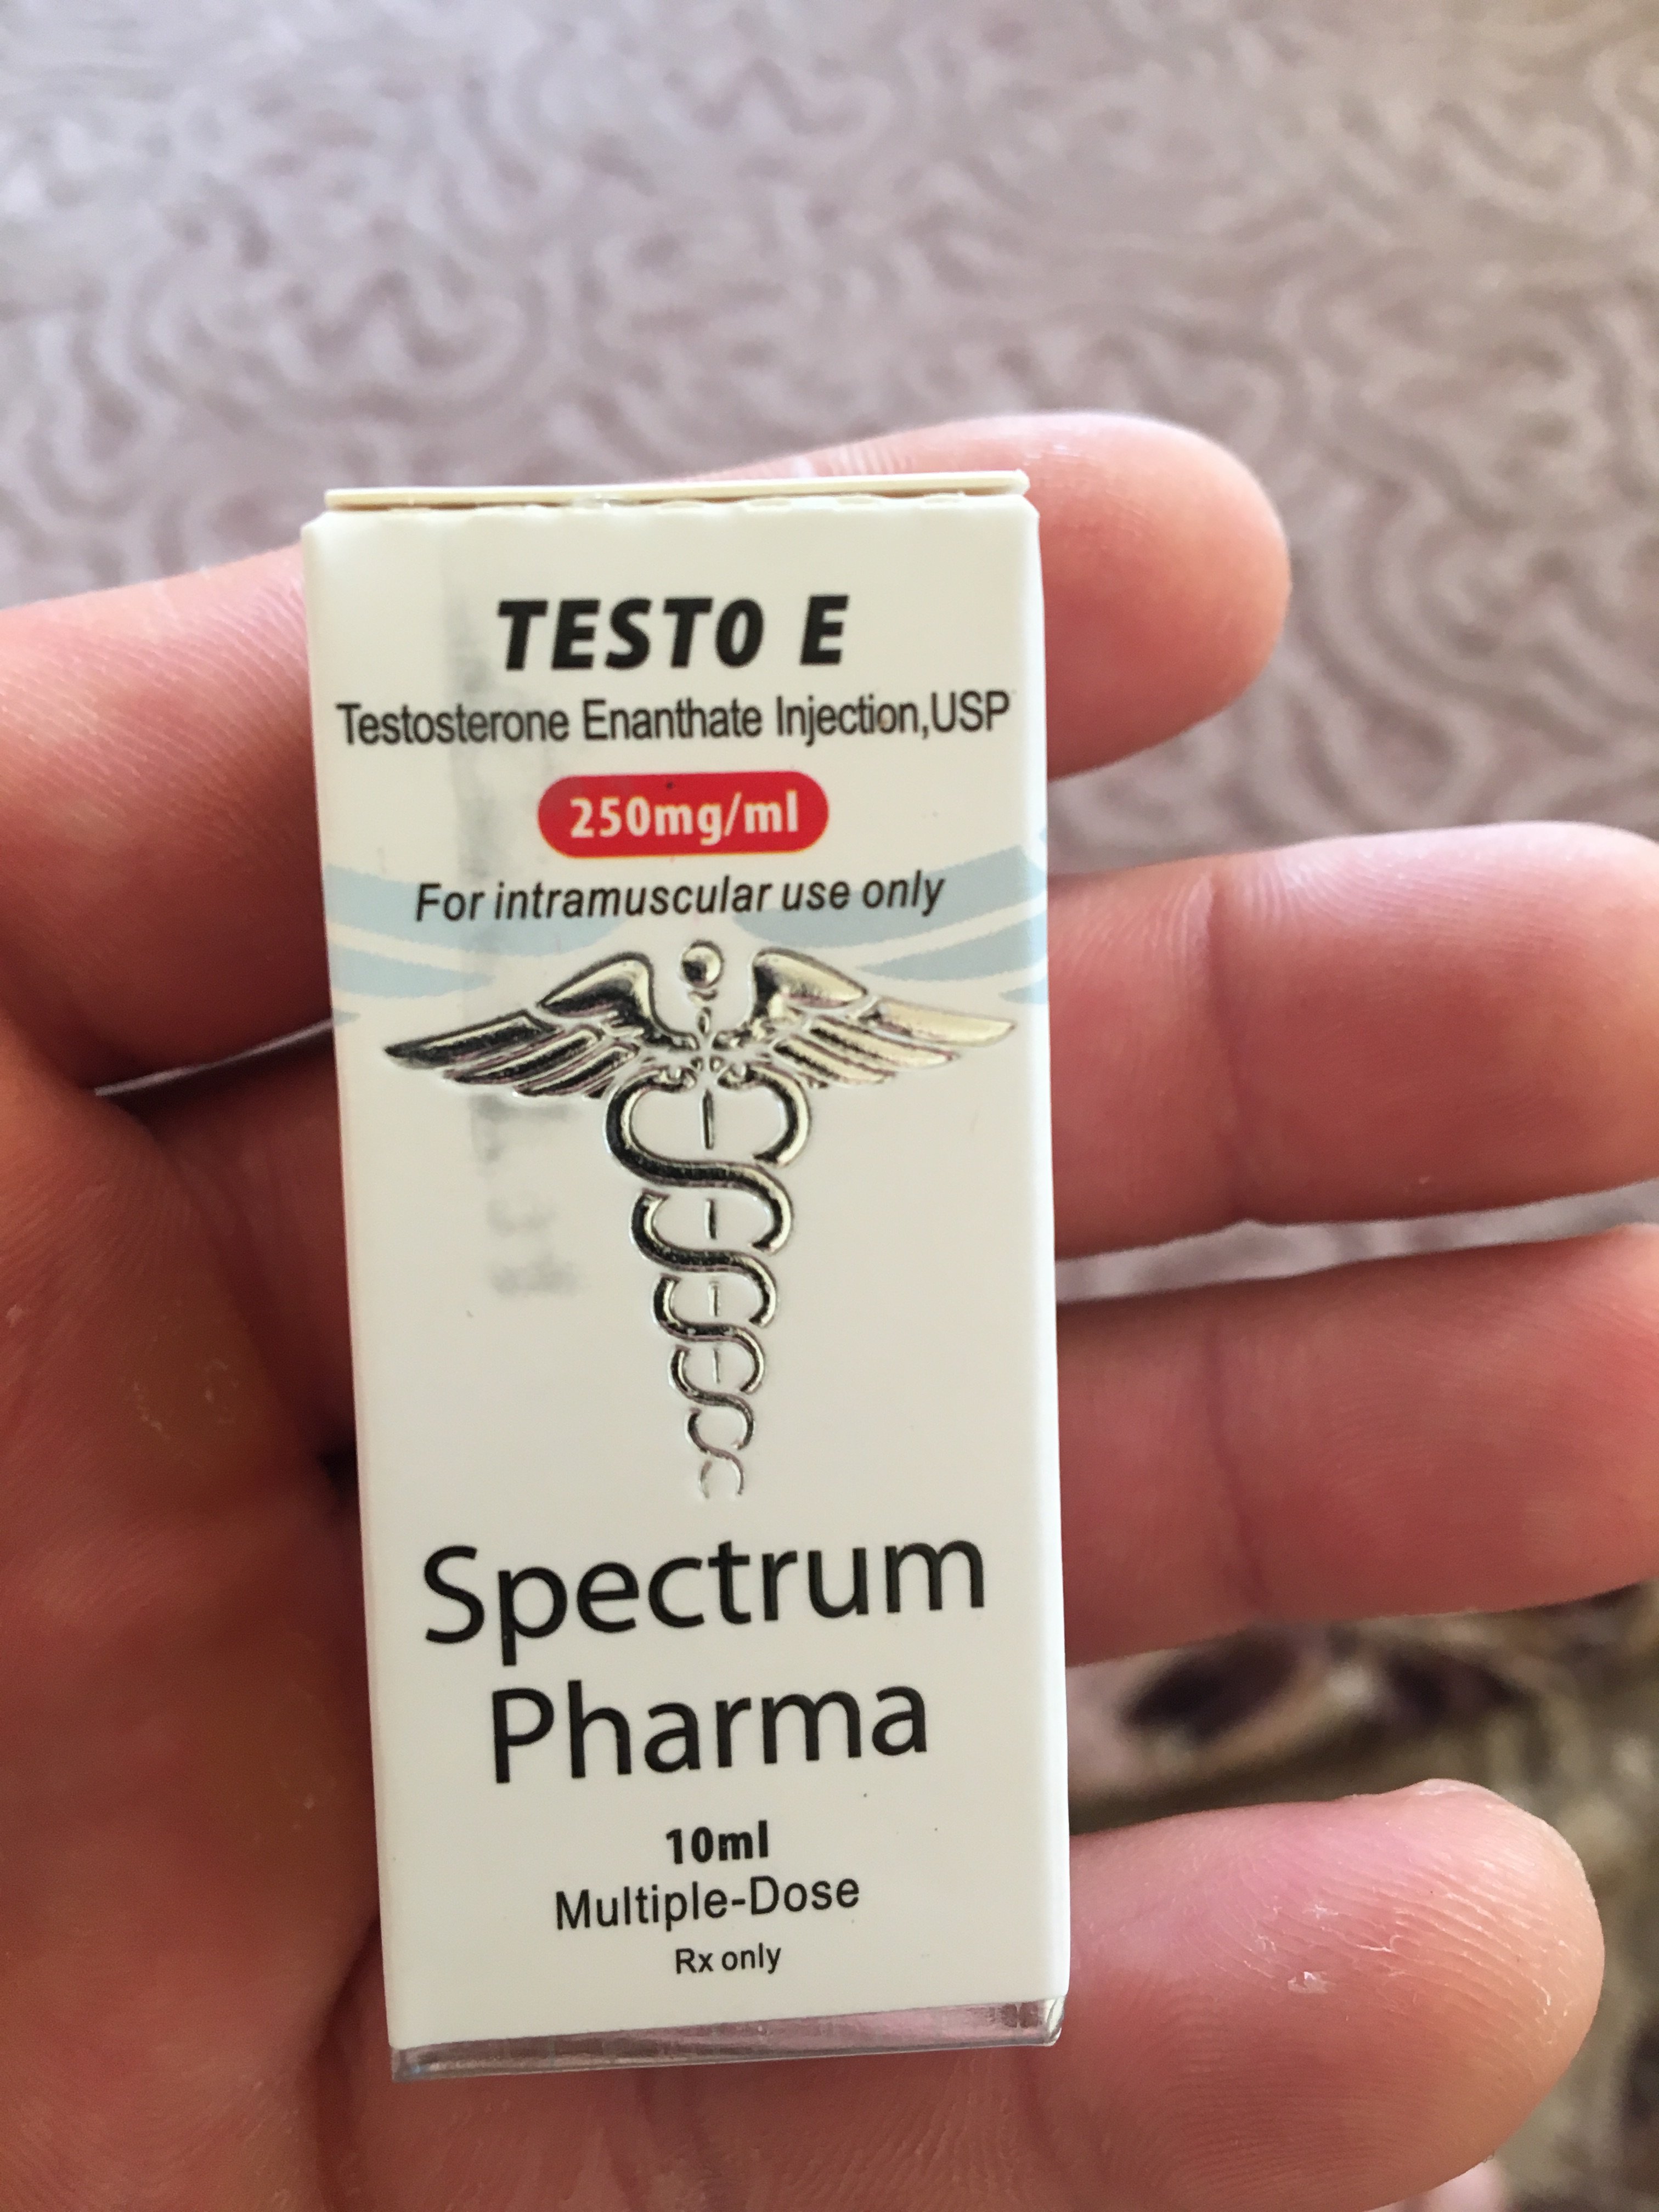 TESTO E
Testosterone Enanthate Injection,USP
250mg/ml
For intramuscular use only
Spectrum
Pharma
10ml
Multiple-Dose
Rx only